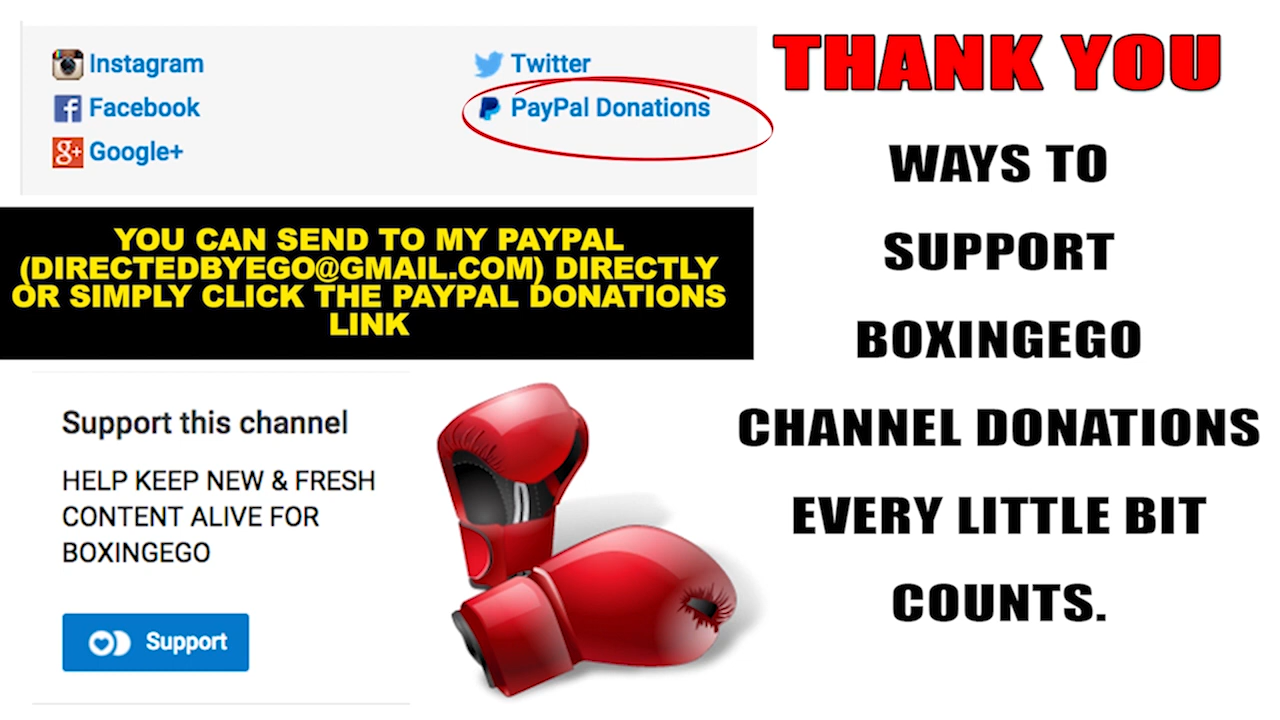 Instagram
Twitter
Facebook
PayPal Donations
Google+
YOU CAN SEND TO MY PAYPAL
(DIRECTEDBYEGO@GMAIL.COM) DIRECTLY
OR SIMPLY CLICK THE PAYPAL DONATIONS
LINK
Support this channel
HELP KEEP NEW & FRESH
CONTENT ALIVE FOR
BOXINGEGO
Support
THANK YOU
WAYS TO
SUPPORT
BOXINGEGO
CHANNEL DONATIONS
EVERY LITTLE BIT
COUNTS.